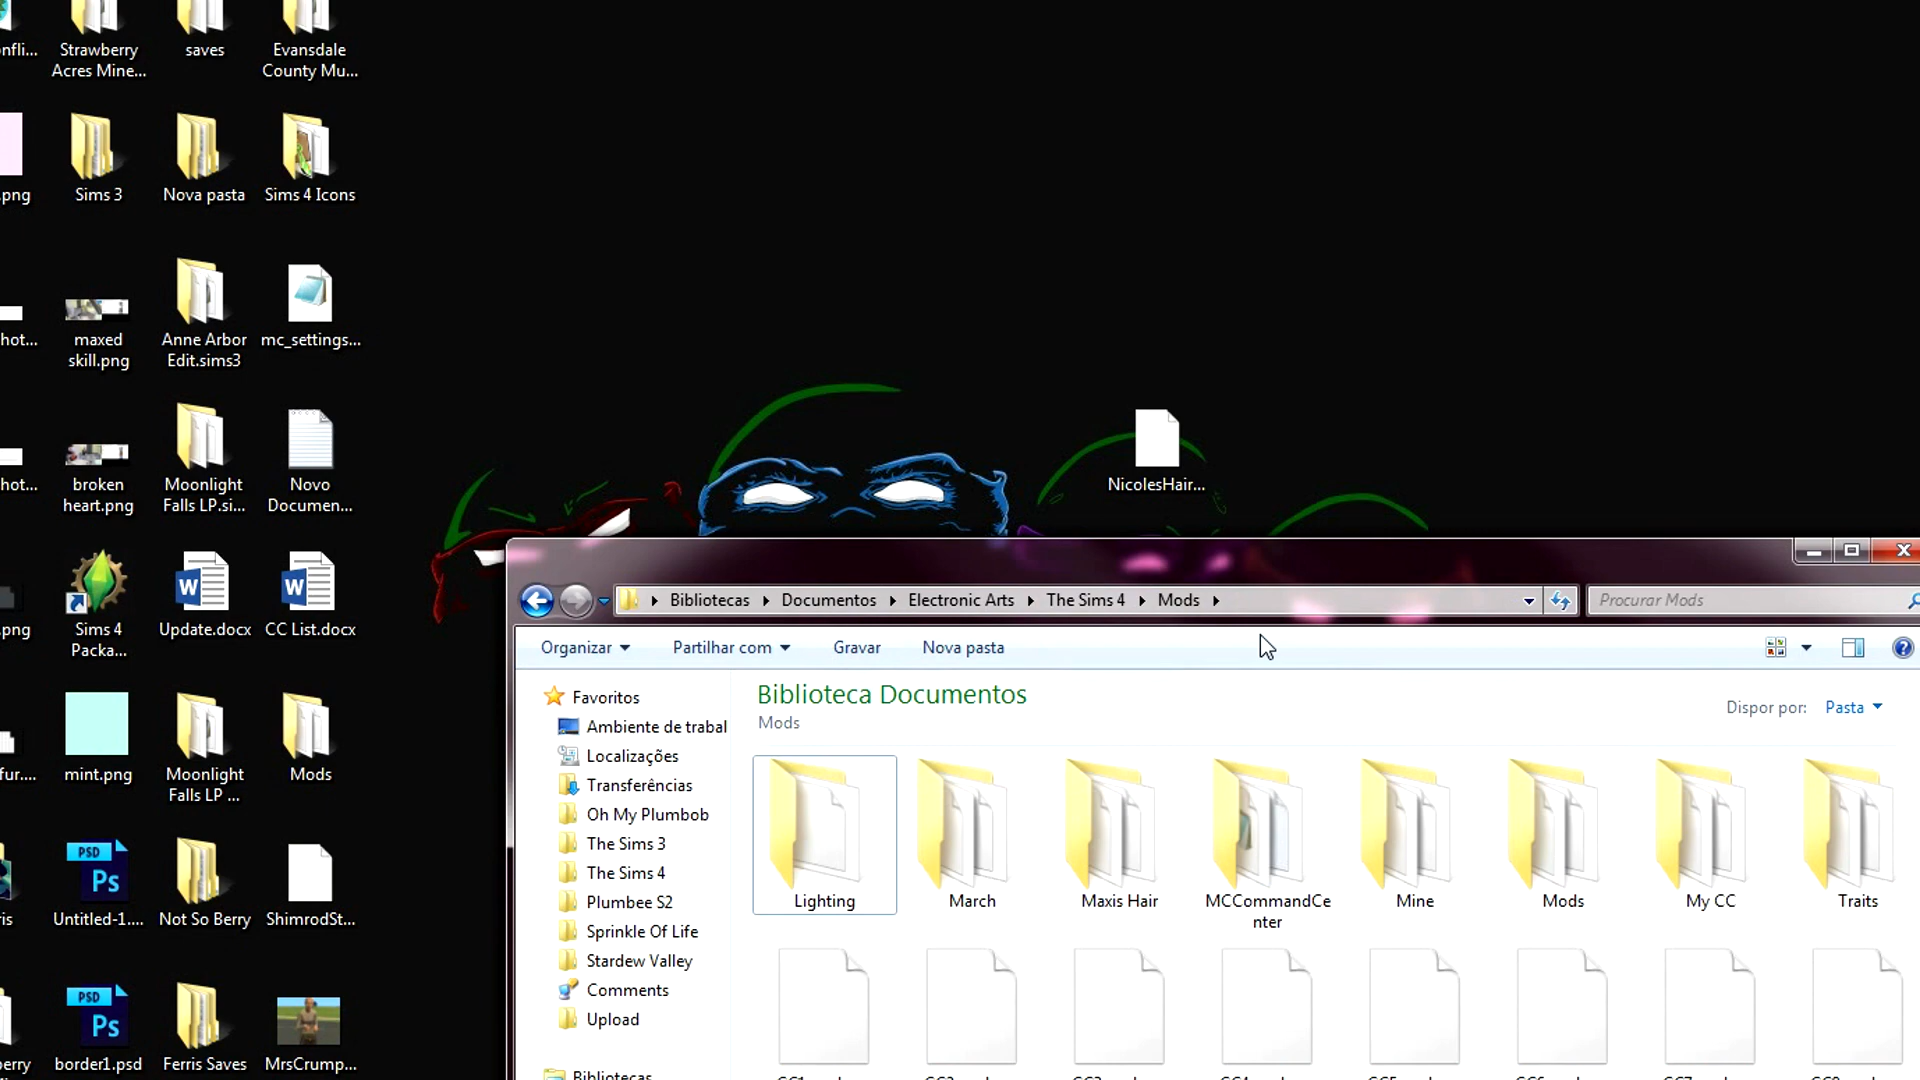 nfli...
Strawberry
Acres Mine...
saves
Evansdale
County Mu...
.png
Sims 3
Nova pasta
Sims 4 Icons
hot...
maxed
skill.png
Anne Arbor
Edit.sims3
mc_settings...
hot...
broken
heart.png
Moonlight
Falls LP.si...
Novo
Documen...
NicolesHair...
.png
Sims 4
Packa...
Update.docx
CC List.docx
fur....
mint.png
Moonlight
Falls LP ...
Mods
ris
Untitled-1....
Not So Berry
ShimrodSt...
erry
border1.psd
Ferris Saves
MrsCrump...
PSD
Ps
PSD
Ps
Bibliotecas
Documentos
Electronic Arts
The Sims 4
Mods
Procurar Mods
Organizar
Partilhar com
Gravar
Nova pasta
Favoritos
Ambiente de trabal
Localizações
Transferências
Oh My Plumbob
The Sims 3
The Sims 4
Plumbee S2
Sprinkle Of Life
Stardew Valley
Comments
Upload
Bibliotecas
Biblioteca Documentos
Mods
Dispor por:
Pasta
Lighting
March
Maxis Hair
MCCommandCe
nter
Mine
Mods
My CC
Traits